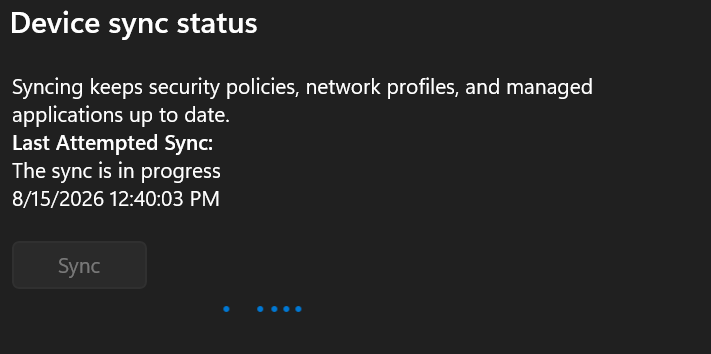 Device sync status
Syncing keeps security policies, network profiles, and managed
applications up to date.
Last Attempted Sync:
The sync is in progress
8/15/2026 12:40:03 PM
Sync